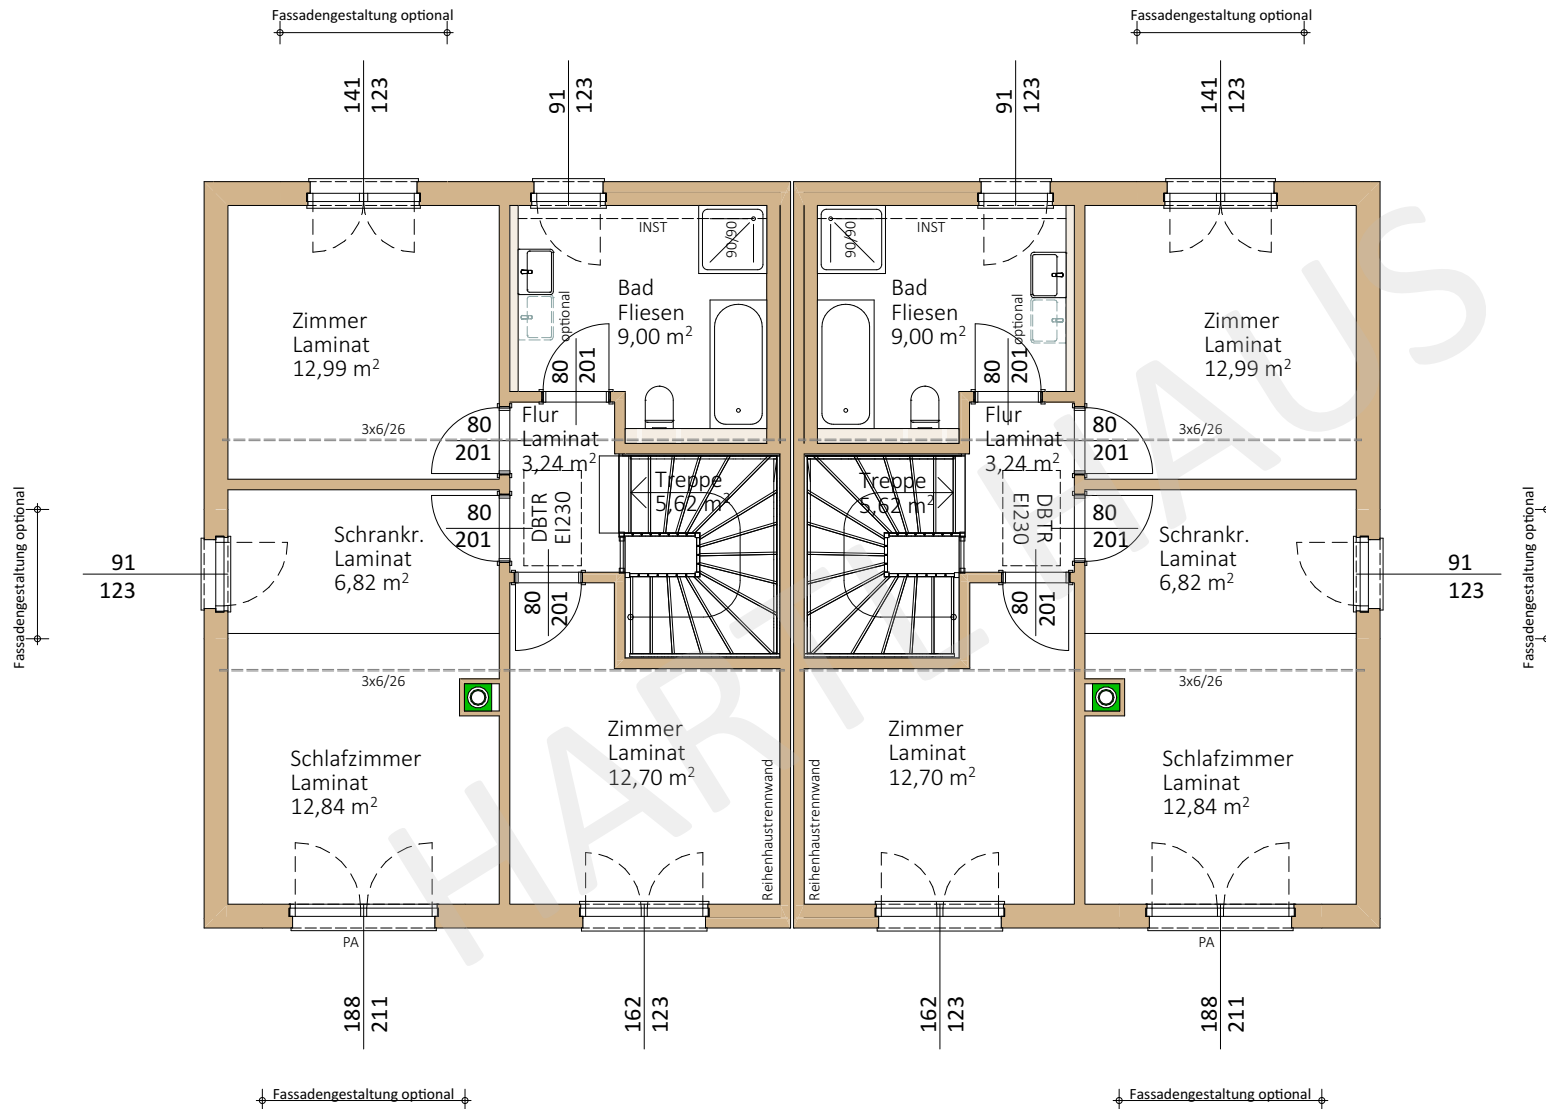 Fassadengestaltung optional
Fassadengestaltung optional
141
123
91
123
91
123
141
123
INST
90/90
90/90
INST
Bad
Fliesen
9,00 m²
Bad
Fliesen
9,00 m²
optional
optional
Zimmer
Laminat
12,99 m²
Zimmer
Laminat
12,99 m²
80
201
80
201
Flur
Laminat
3,24 m²
Flur
Laminat
3,24 m²
3x6/26
80
201
80
201
3x6/26
Treppe
5,62 m²
Treppe
5,62 m²
DBTR
EI230
DBTR
EI230
Fassadengestaltung optional
Fassadengestaltung optional
80
201
80
201
Schrankr.
Laminat
6,82 m²
Schrankr.
Laminat
6,82 m²
91
123
91
123
80
201
80
201
3x6/26
3x6/26
Schlafzimmer
Laminat
12,84 m²
Zimmer
Laminat
12,70 m²
Zimmer
Laminat
12,70 m²
Schlafzimmer
Laminat
12,84 m²
Reihenhaustrennwand
Reihenhaustrennwand
HARTL HAUS
PA
PA
188
211
162
123
162
123
188
211
Fassadengestaltung optional
Fassadengestaltung optional